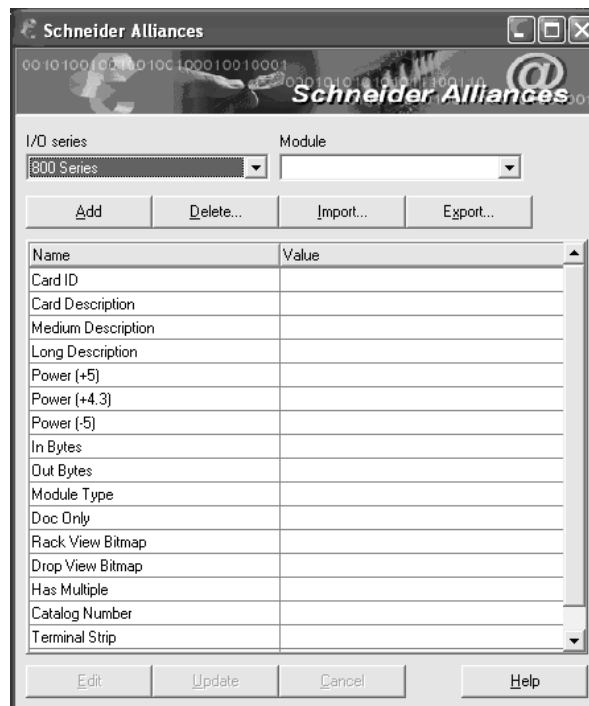 Schneider Alliances
Schneider Alliances
@
I/O series
Module
800 Series
Add
Delete...
Import...
Export...
Name
Value
Card ID
Card Description
Medium Description
Long Description
Power (+5)
Power (+4.3)
Power (-5)
In Bytes
Out Bytes
Module Type
Doc Only
Rack View Bitmap
Drop View Bitmap
Has Multiple
Catalog Number
Terminal Strip
Edit
Update
Cancel
Help